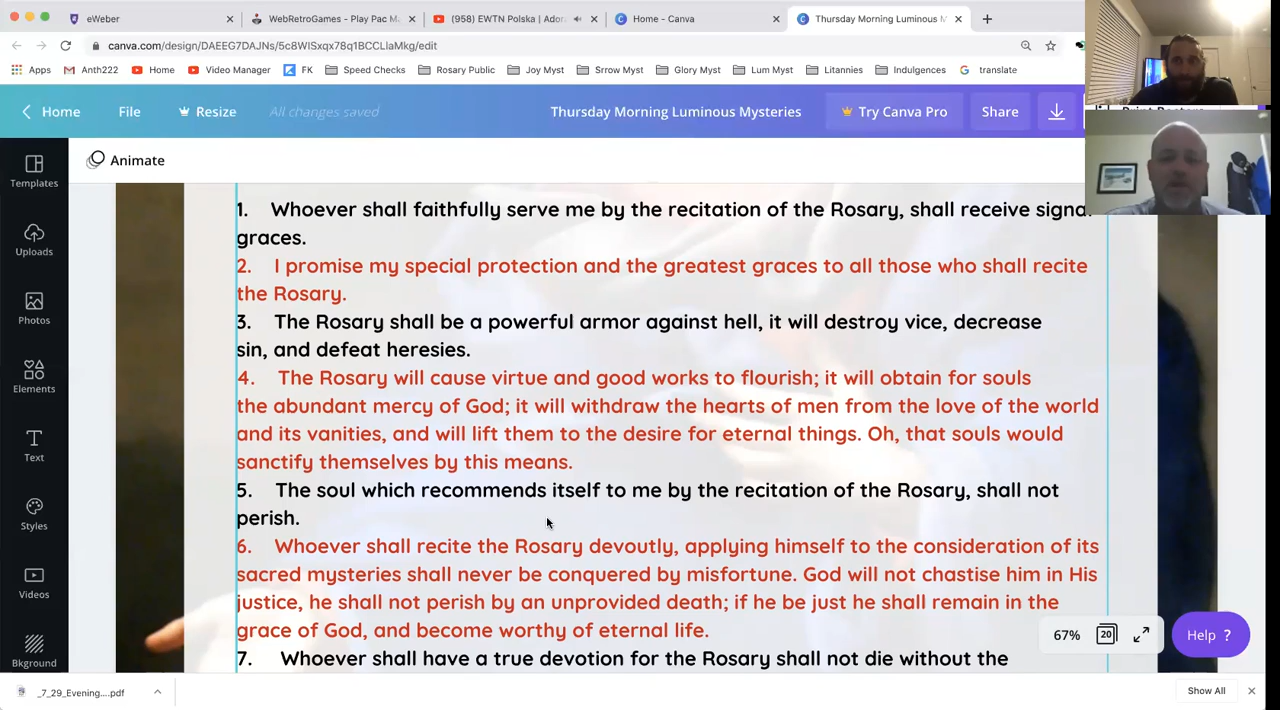 eWeber
WebRetroGames - Play Pac M
(958) EWTN Polska | Ador
Home - Canva
Thursday Morning Luminous M
canva.com/design/DAEEG7DAJNs/5c8WlSxqx78q1BCCLlaMkg/edit
Apps Anth222 Home Video Manager FK Speed Checks Rosary Public Joy Myst Srrow Myst Glory Myst Lum Myst Litannies Indulgences translate
Home File Resize All changes saved Thursday Morning Luminous Mysteries Try Canva Pro Share
Animate
Templates
Uploads
Photos
Elements
Text
Styles
Videos
Bkground
1. Whoever shall faithfully serve me by the recitation of the Rosary, shall receive signal
graces.
2. I promise my special protection and the greatest graces to all those who shall recite
the Rosary.
3. The Rosary shall be a powerful armor against hell, it will destroy vice, decrease
sin, and defeat heresies.
4. The Rosary will cause virtue and good works to flourish; it will obtain for souls
the abundant mercy of God; it will withdraw the hearts of men from the love of the world
and its vanities, and will lift them to the desire for eternal things. Oh, that souls would
sanctify themselves by this means.
5. The soul which recommends itself to me by the recitation of the Rosary, shall not
perish.
6. Whoever shall recite the Rosary devoutly, applying himself to the consideration of its
sacred mysteries shall never be conquered by misfortune. God will not chastise him in His
justice, he shall not perish by an unprovided death; if he be just he shall remain in the
grace of God, and become worthy of eternal life.
7. Whoever shall have a true devotion for the Rosary shall not die without the
67% 20
Help ?
_7_29_Evening....pdf
Show All